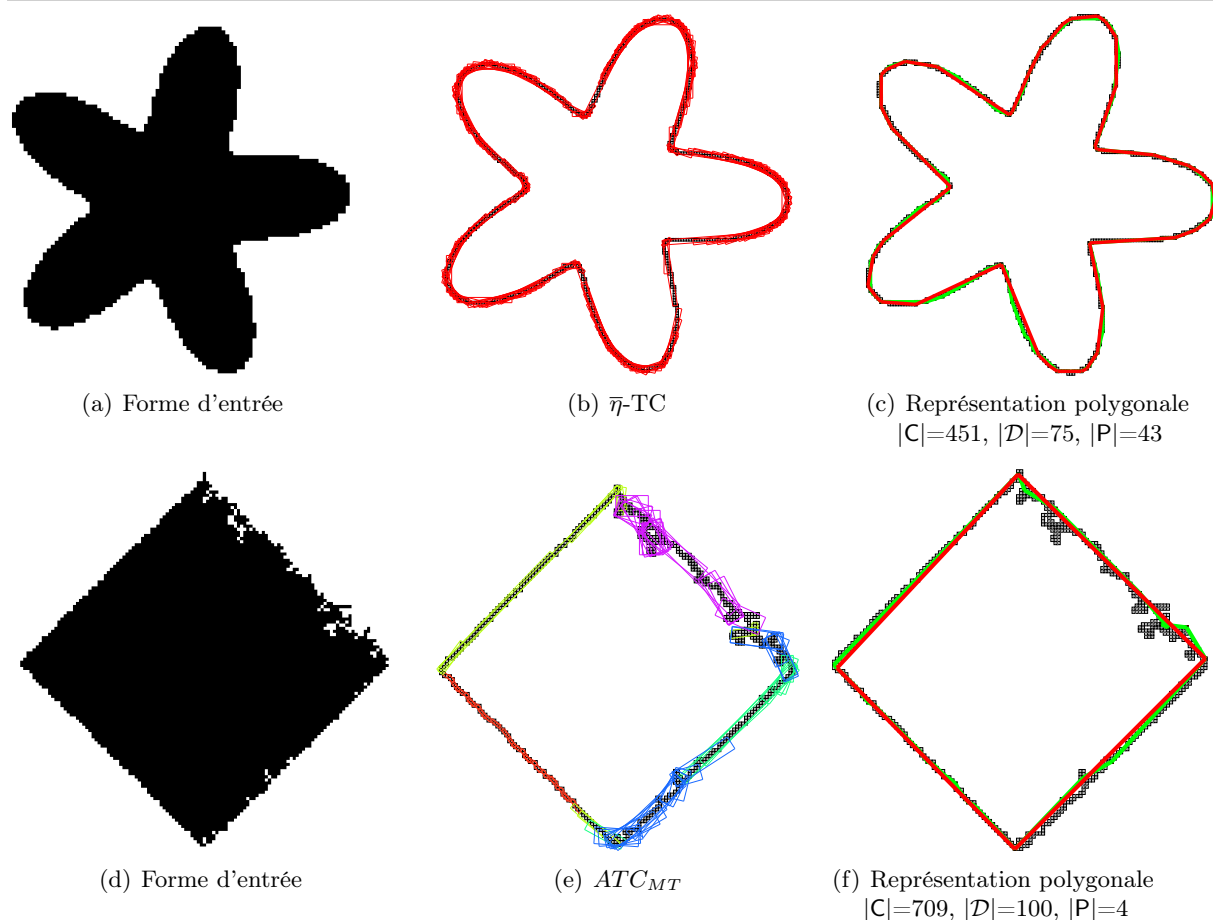 (a) Forme d'entrée
(b) η̅-TC
(c) Représentation polygonale
|C|=451, |𝒟|=75, |P|=43
(d) Forme d'entrée
(e) ATC_MT
(f) Représentation polygonale
|C|=709, |𝒟|=100, |P|=4